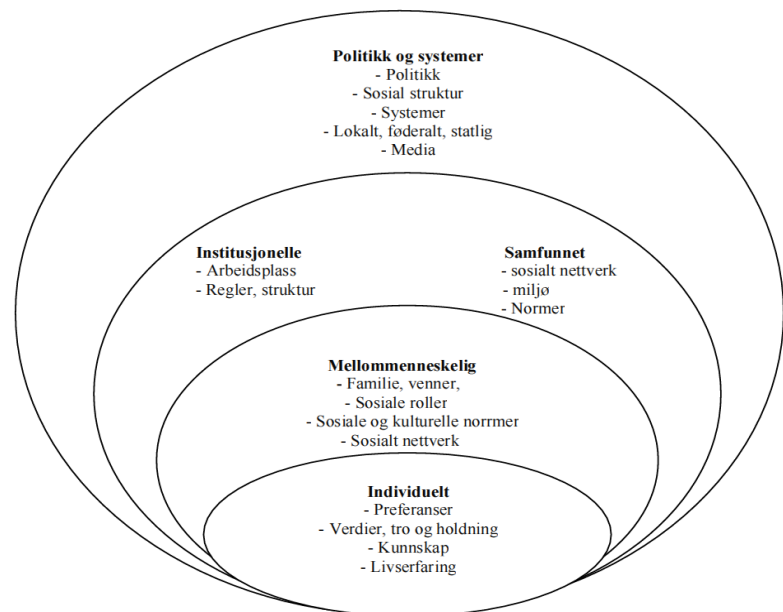 Politikk og systemer
- Politikk
- Sosial struktur
- Systemer
- Lokalt, føderalt, statlig
- Media
Institusjonelle
- Arbeidsplass
- Regler, struktur
Samfunnet
- sosialt nettverk
- miljø
- Normer
Mellommenneskelig
- Familie, venner,
- Sosiale roller
- Sosiale og kulturelle norrmer
- Sosialt nettverk
Individuelt
- Preferanser
- Verdier, tro og holdning
- Kunnskap
- Livserfaring